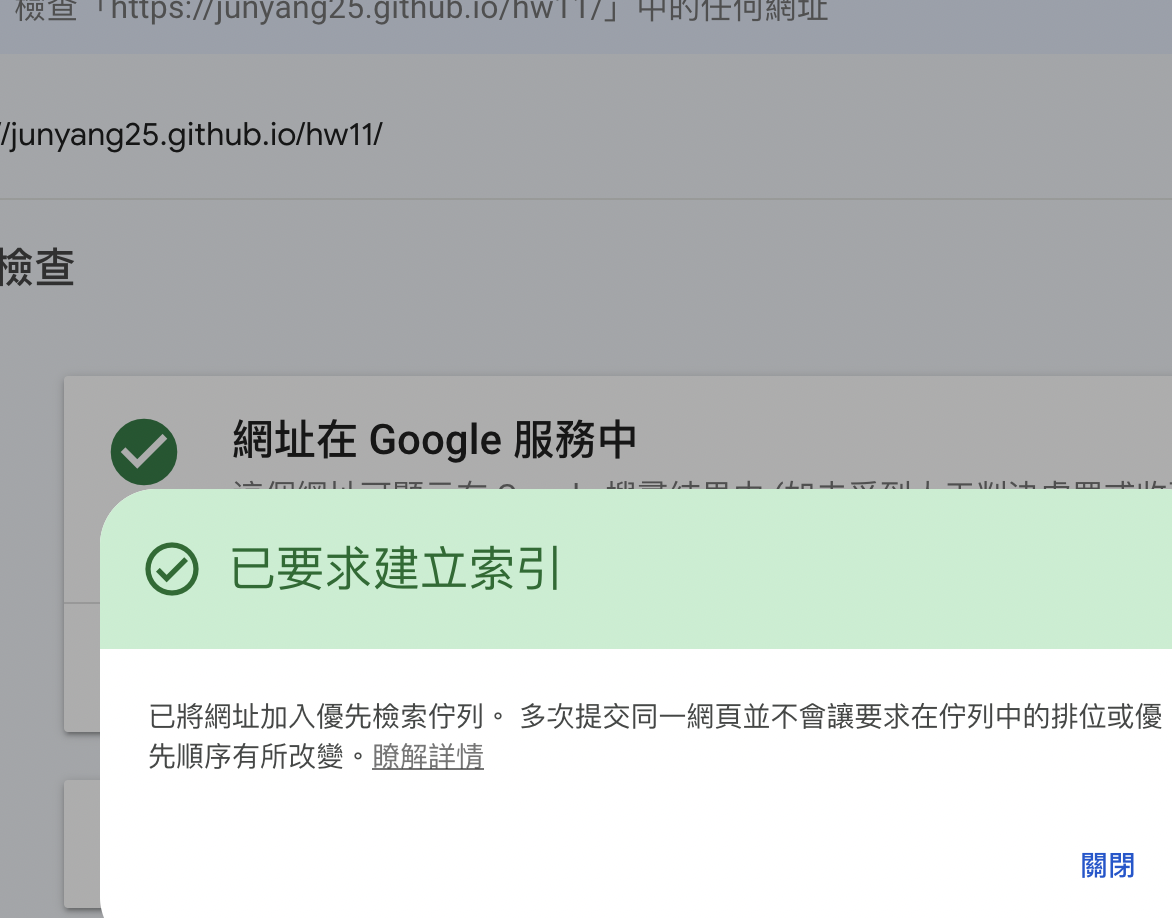 檢查「https://junyang25.github.io/hw11/」中的任何網址
//junyang25.github.io/hw11/
檢查
網址在 Google 服務中
已要求建立索引
已將網址加入優先檢索佇列。 多次提交同一網頁並不會讓要求在佇列中的排位或優
先順序有所改變。瞭解詳情
關閉